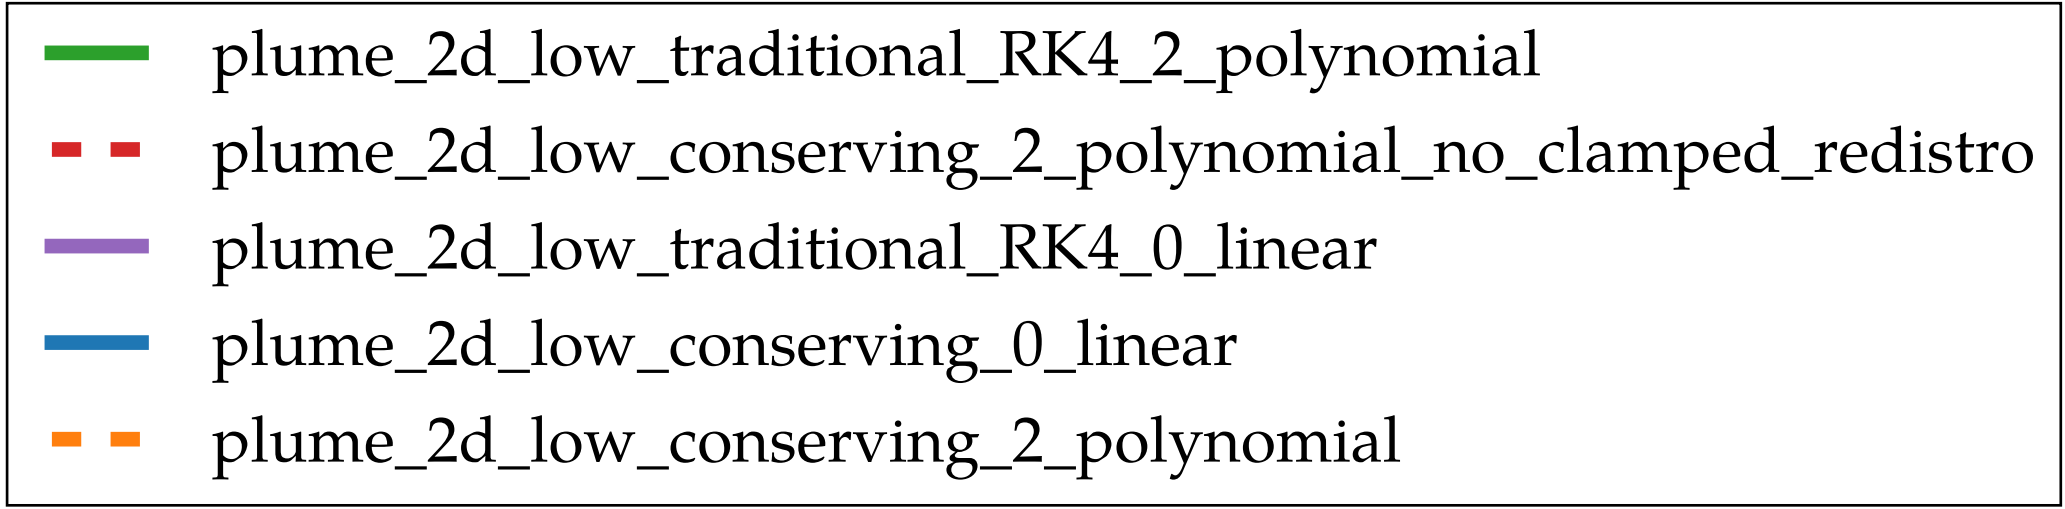 plume_2d_low_traditional_RK4_2_polynomial
plume_2d_low_conserving_2_polynomial_no_clamped_redistro
plume_2d_low_traditional_RK4_0_linear
plume_2d_low_conserving_0_linear
plume_2d_low_conserving_2_polynomial